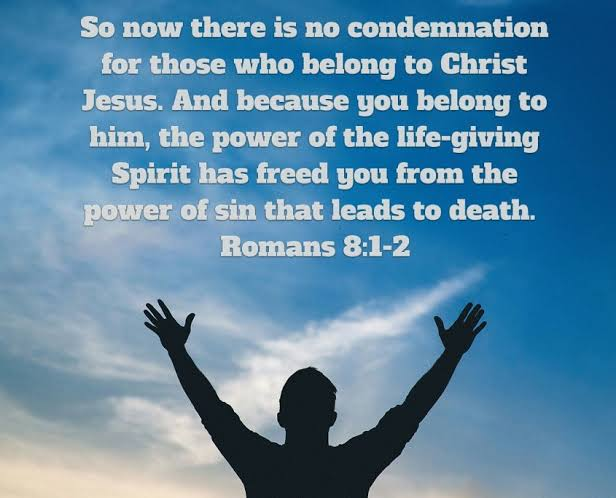 So now there is no condemnation
for those who belong to Christ
Jesus. And because you belong to
him, the power of the life-giving
Spirit has freed you from the
power of sin that leads to death.
Romans 8:1-2